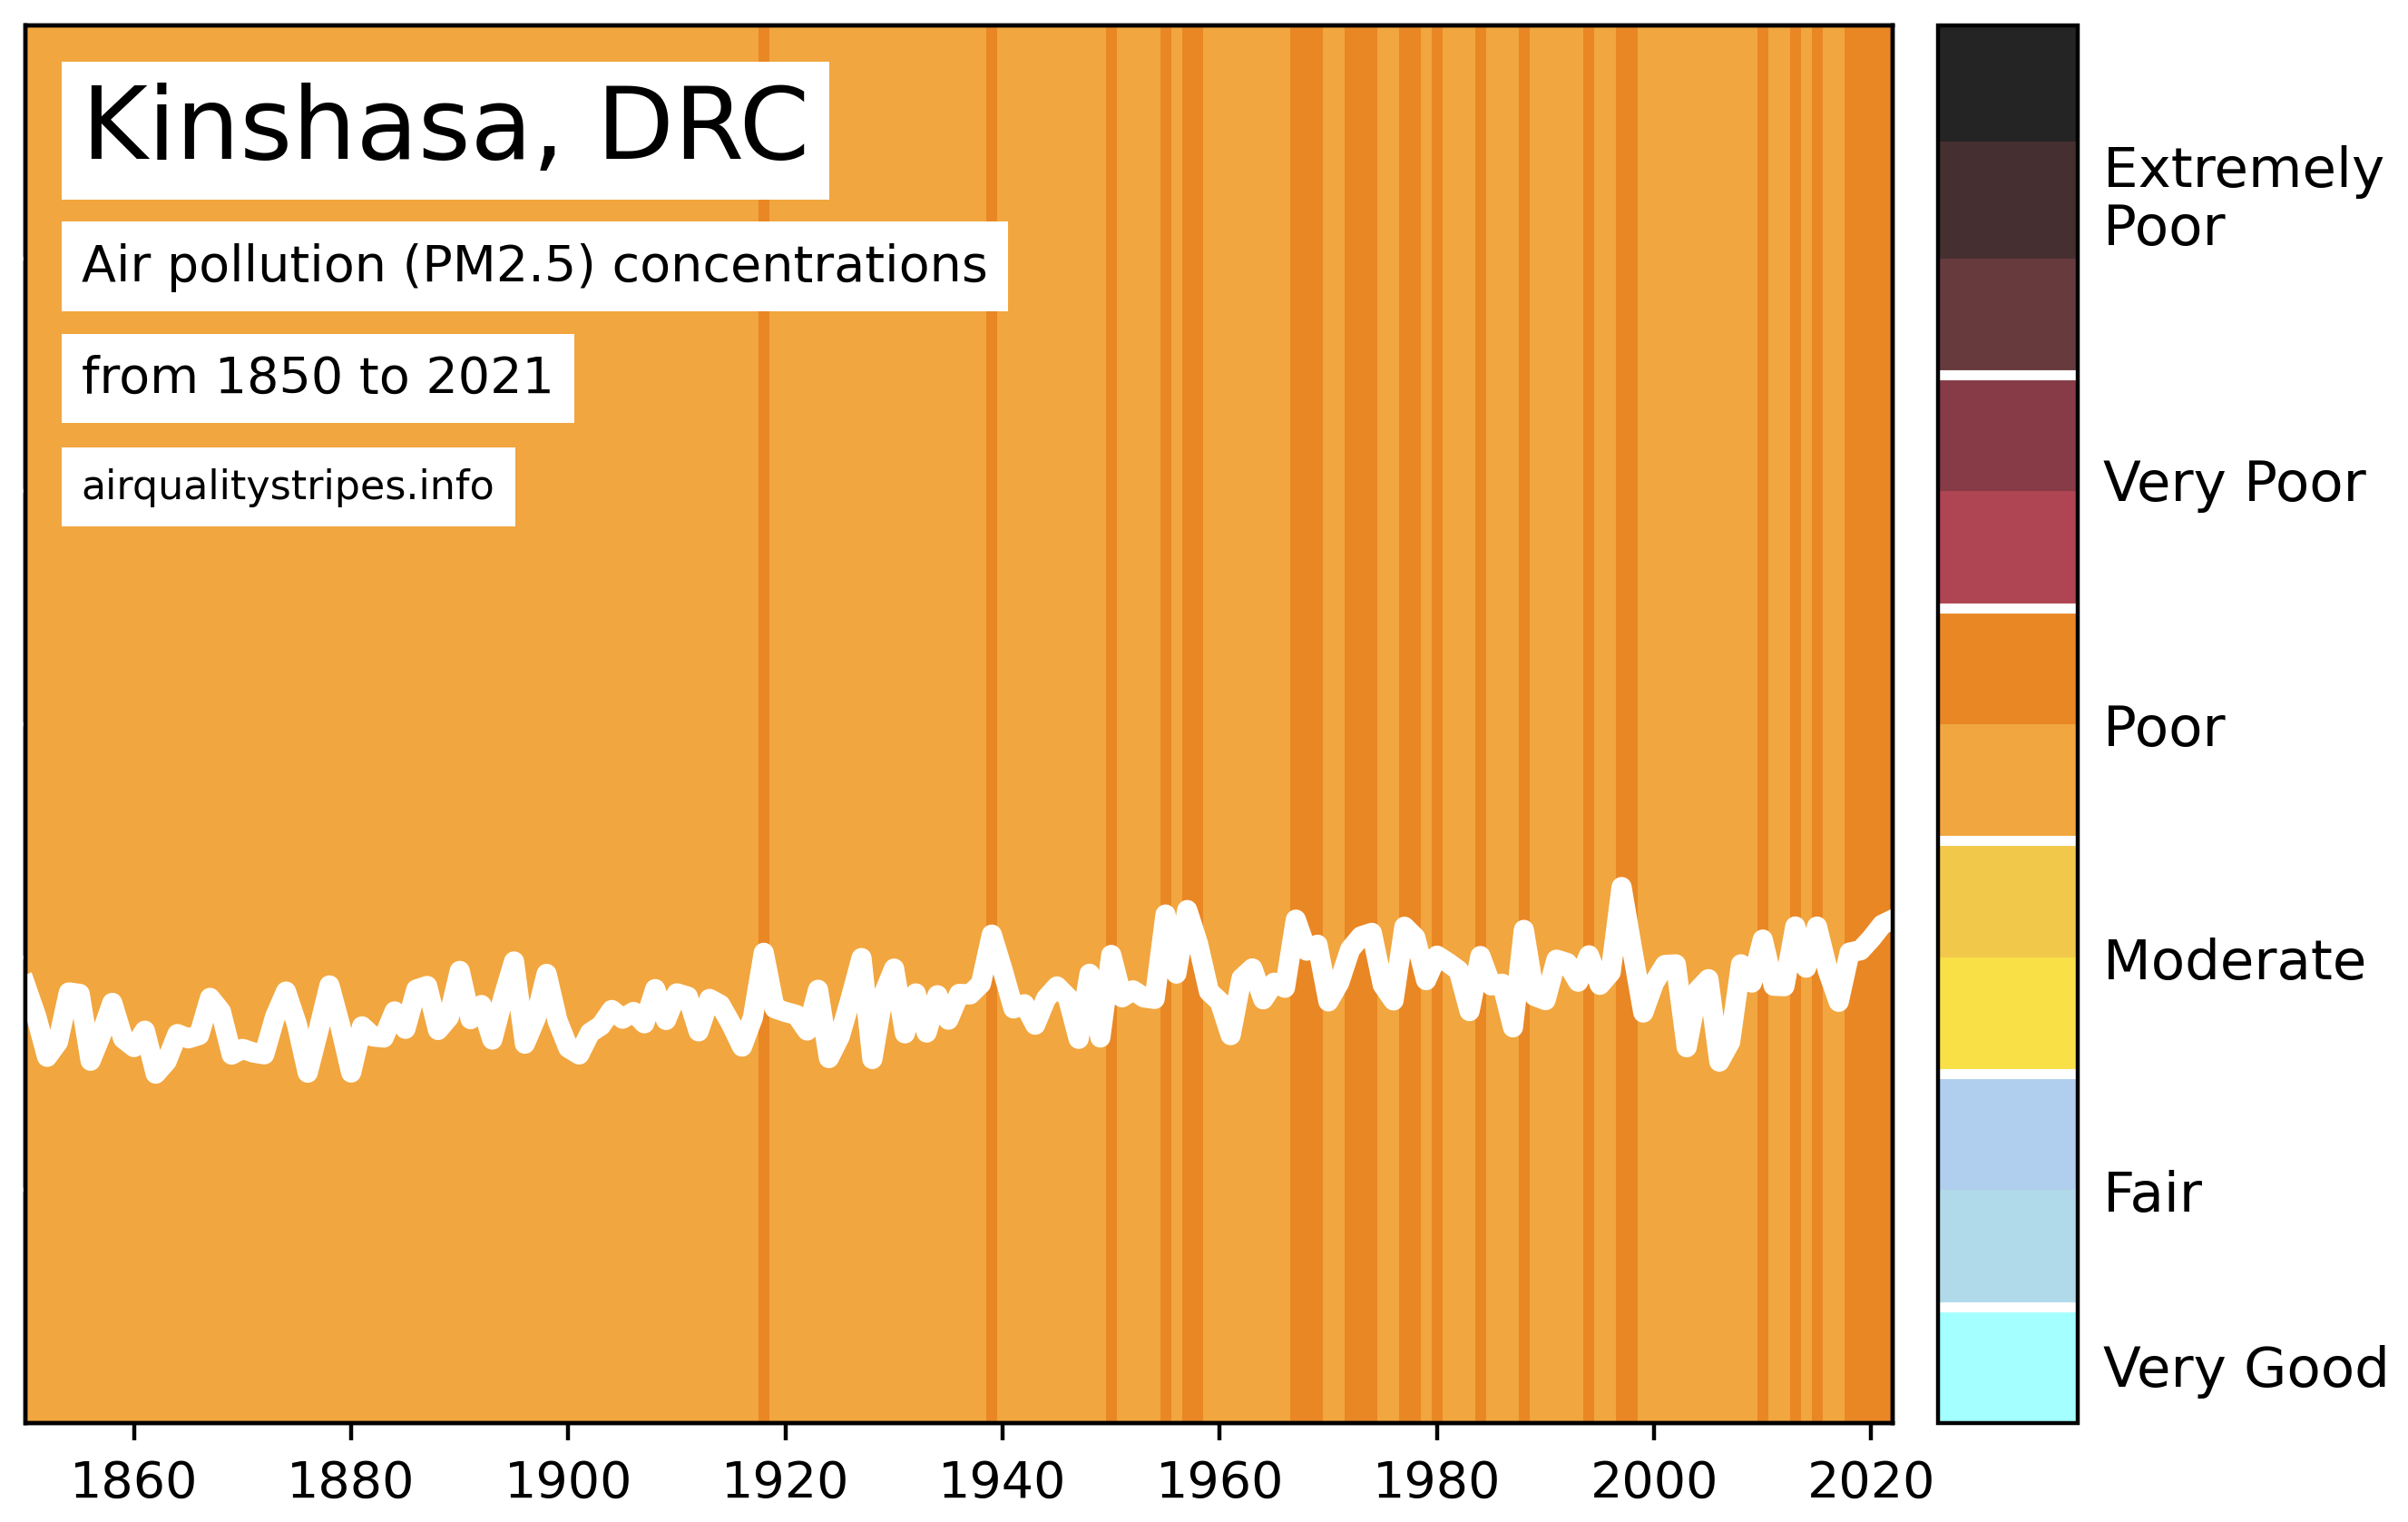 Kinshasa, DRC
Air pollution (PM2.5) concentrations
from 1850 to 2021
airqualitystripes.info
Extremely
Poor
Very Poor
Poor
Moderate
Fair
Very Good
1860 1880 1900 1920 1940 1960 1980 2000 2020